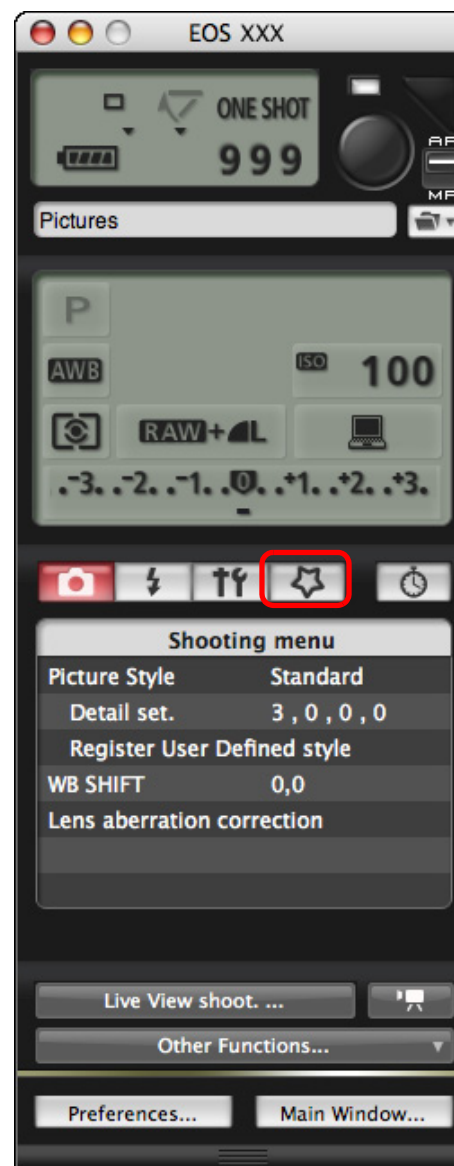 EOS XXX
ONE SHOT
999
AF
MF
Pictures
P
AWB
ISO 100
RAW+L
.-3. .-2. .-1. .0. .+1. .+2. .+3.
Shooting menu
Picture Style Standard
Detail set. 3 , 0 , 0 , 0
Register User Defined style
WB SHIFT 0,0
Lens aberration correction
Live View shoot. ...
Other Functions...
Preferences... Main Window...